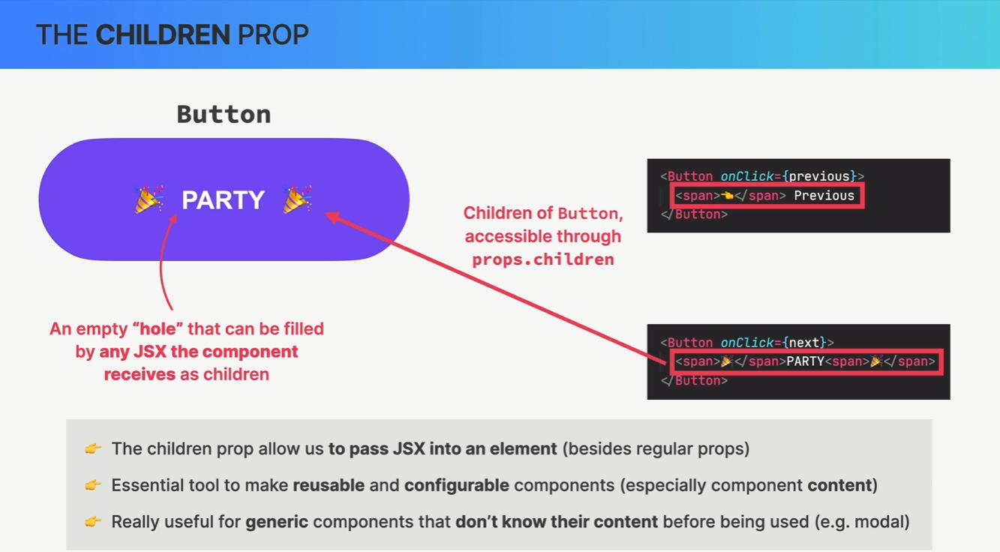 THE CHILDREN PROP
Button
🎉 PARTY 🎉
An empty “hole” that can be filled
by any JSX the component
receives as children
Children of Button,
accessible through
props.children
<Button onClick={previous}>
<span>👈</span> Previous
</Button>
<Button onClick={next}>
<span>🎉</span>PARTY<span>🎉</span>
</Button>
👉 The children prop allow us to pass JSX into an element (besides regular props)
👉 Essential tool to make reusable and configurable components (especially component content)
👉 Really useful for generic components that don’t know their content before being used (e.g. modal)